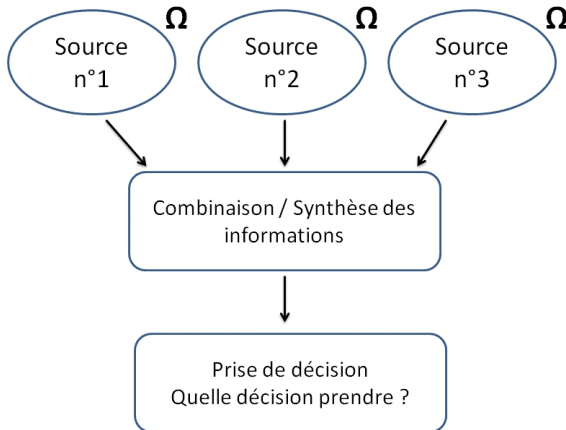 Ω
Ω
Ω
Source
n°1
Source
n°2
Source
n°3
Combinaison / Synthèse des
informations
Prise de décision
Quelle décision prendre ?